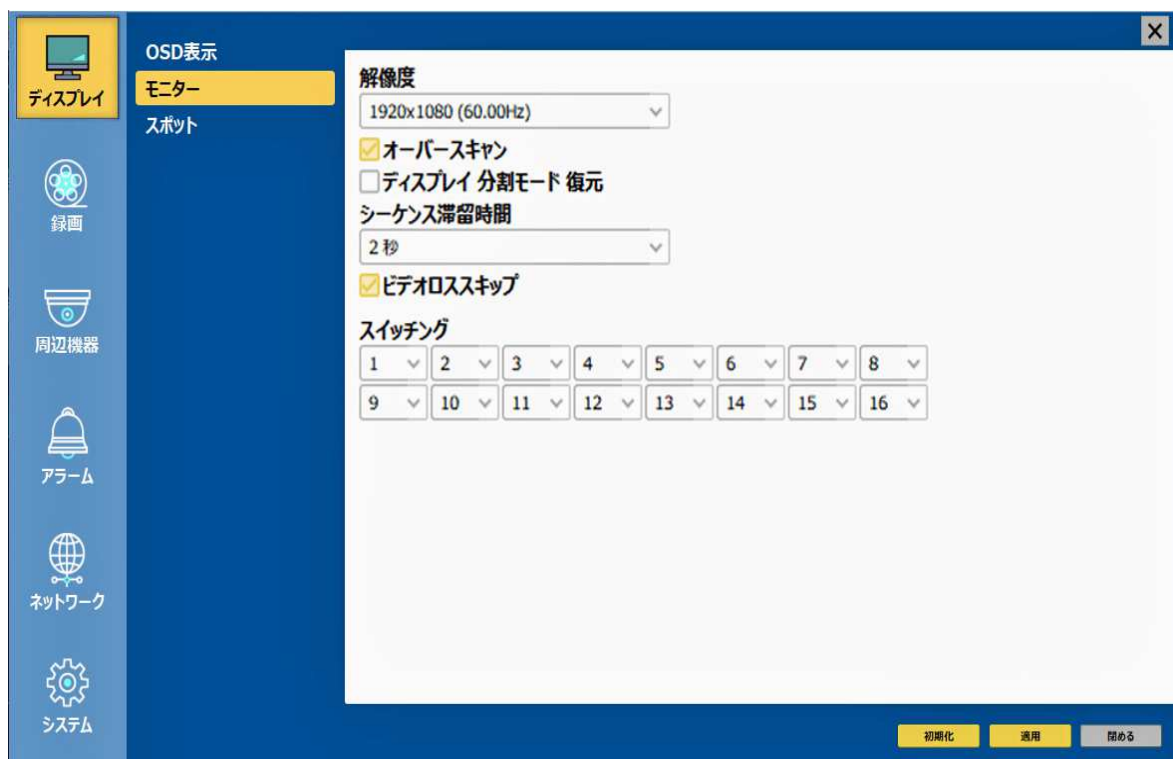 ディスプレイ
録画
周辺機器
アラーム
ネットワーク
システム
OSD表示
モニター
スポット
解像度
1920x1080 (60.00Hz)
オーバースキャン
ディスプレイ 分割モード 復元
シーケンス滞留時間
2 秒
ビデオロススキップ
スイッチング
1 2 3 4 5 6 7 8
9 10 11 12 13 14 15 16
初期化 適用 閉める